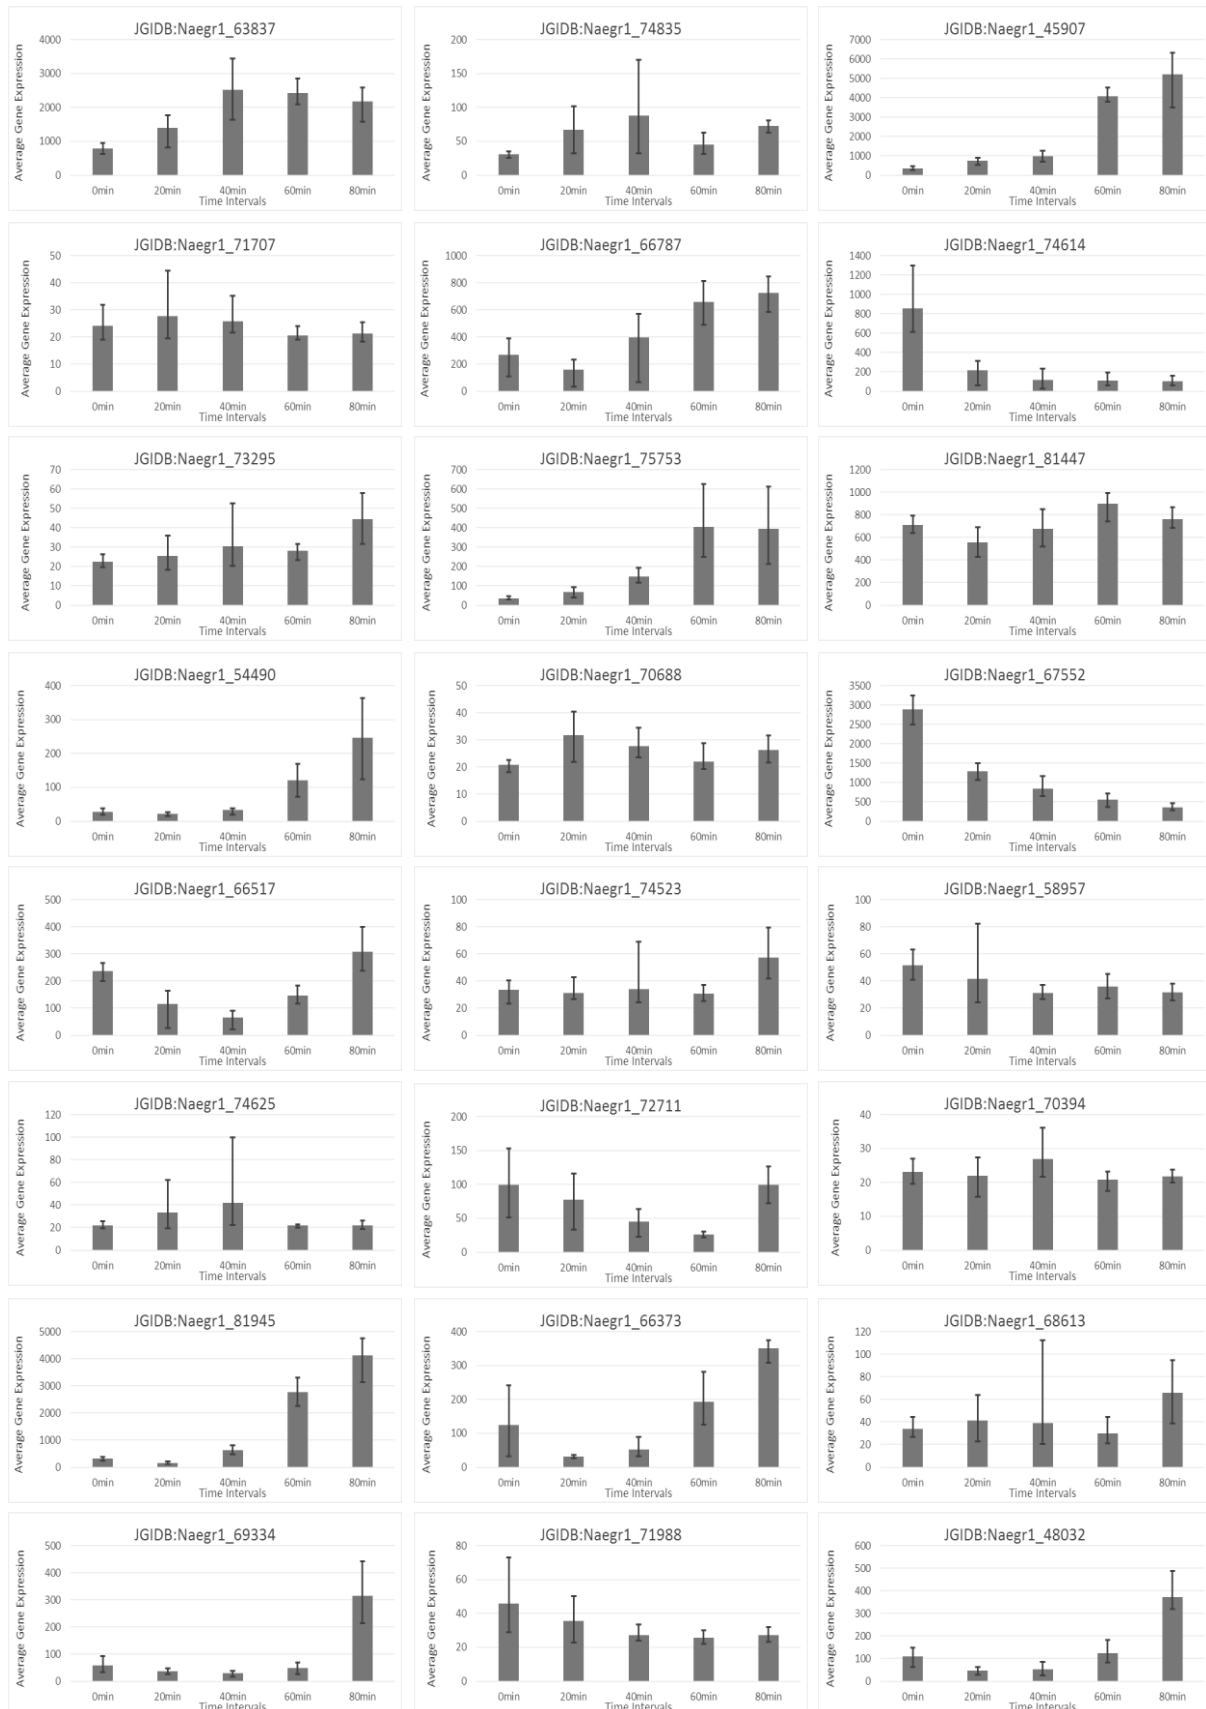 JGIDB:Naegr1_63837
Average Gene Expression
4000
3000
2000
1000
0
0min 20min 40min 60min 80min
Time Intervals
JGIDB:Naegr1_74835
Average Gene Expression
200
150
100
50
0
0min 20min 40min 60min 80min
Time Intervals
JGIDB:Naegr1_45907
Average Gene Expression
7000
6000
5000
4000
3000
2000
1000
0
0min 20min 40min 60min 80min
Time Intervals
JGIDB:Naegr1_71707
Average Gene Expression
50
40
30
20
10
0
0min 20min 40min 60min 80min
Time Intervals
JGIDB:Naegr1_66787
Average Gene Expression
1000
800
600
400
200
0
0min 20min 40min 60min 80min
Time Intervals
JGIDB:Naegr1_74614
Average Gene Expression
1400
1200
1000
800
600
400
200
0
0min 20min 40min 60min 80min
Time Intervals
JGIDB:Naegr1_73295
Average Gene Expression
70
60
50
40
30
20
10
0
0min 20min 40min 60min 80min
Time Intervals
JGIDB:Naegr1_75753
Average Gene Expression
700
600
500
400
300
200
100
0
0min 20min 40min 60min 80min
Time Intervals
JGIDB:Naegr1_81447
Average Gene Expression
1200
1000
800
600
400
200
0
0min 20min 40min 60min 80min
Time Intervals
JGIDB:Naegr1_54490
Average Gene Expression
400
300
200
100
0
0min 20min 40min 60min 80min
Time Intervals
JGIDB:Naegr1_70688
Average Gene Expression
50
40
30
20
10
0
0min 20min 40min 60min 80min
Time Intervals
JGIDB:Naegr1_67552
Average Gene Expression
3500
3000
2500
2000
1500
1000
500
0
0min 20min 40min 60min 80min
Time Intervals
JGIDB:Naegr1_66517
Average Gene Expression
500
400
300
200
100
0
0min 20min 40min 60min 80min
Time Intervals
JGIDB:Naegr1_74523
Average Gene Expression
100
80
60
40
20
0
0min 20min 40min 60min 80min
Time Intervals
JGIDB:Naegr1_58957
Average Gene Expression
100
80
60
40
20
0
0min 20min 40min 60min 80min
Time Intervals
JGIDB:Naegr1_74625
Average Gene Expression
120
100
80
60
40
20
0
0min 20min 40min 60min 80min
Time Intervals
JGIDB:Naegr1_72711
Average Gene Expression
200
150
100
50
0
0min 20min 40min 60min 80min
Time Intervals
JGIDB:Naegr1_70394
Average Gene Expression
40
30
20
10
0
0min 20min 40min 60min 80min
Time Intervals
JGIDB:Naegr1_81945
Average Gene Expression
5000
4000
3000
2000
1000
0
0min 20min 40min 60min 80min
Time Intervals
JGIDB:Naegr1_66373
Average Gene Expression
400
300
200
100
0
0min 20min 40min 60min 80min
Time Intervals
JGIDB:Naegr1_68613
Average Gene Expression
120
100
80
60
40
20
0
0min 20min 40min 60min 80min
Time Intervals
JGIDB:Naegr1_69334
Average Gene Expression
500
400
300
200
100
0
0min 20min 40min 60min 80min
Time Intervals
JGIDB:Naegr1_71988
Average Gene Expression
80
60
40
20
0
0min 20min 40min 60min 80min
Time Intervals
JGIDB:Naegr1_48032
Average Gene Expression
600
500
400
300
200
100
0
0min 20min 40min 60min 80min
Time Intervals